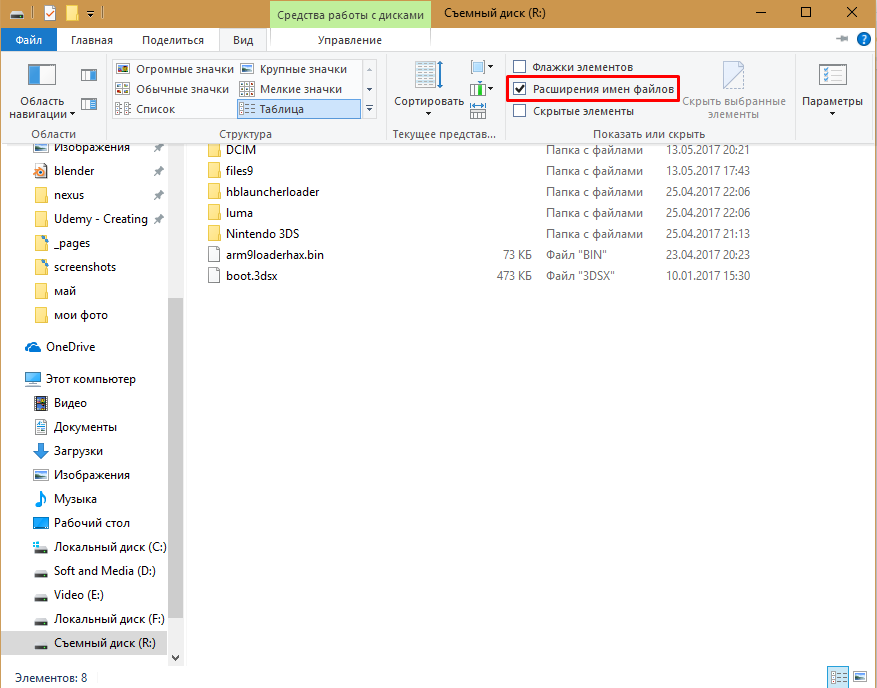 Средства работы с дисками
Съемный диск (R:)
Файл
Главная
Поделиться
Вид
Управление
Область
навигации
Области
Огромные значки
Крупные значки
Обычные значки
Мелкие значки
Список
Таблица
Структура
Сортировать
Текущее представ...
Флажки элементов
Расширения имен файлов
Скрытые элементы
Скрыть выбранные
элементы
Показать или скрыть
Параметры
Изображения
blender
nexus
Udemy - Creating
_pages
screenshots
май
мои фото
OneDrive
Этот компьютер
Видео
Документы
Загрузки
Изображения
Музыка
Рабочий стол
Локальный диск (C:)
Soft and Media (D:)
Video (E:)
Локальный диск (F:)
Съемный диск (R:)
DCIM Папка с файлами 13.05.2017 20:21
files9 Папка с файлами 13.05.2017 17:43
hblauncherloader Папка с файлами 25.04.2017 22:06
luma Папка с файлами 25.04.2017 22:06
Nintendo 3DS Папка с файлами 25.04.2017 21:13
arm9loaderhax.bin 73 КБ Файл "BIN" 23.04.2017 20:23
boot.3dsx 473 КБ Файл "3DSX" 10.01.2017 15:30
Элементов: 8